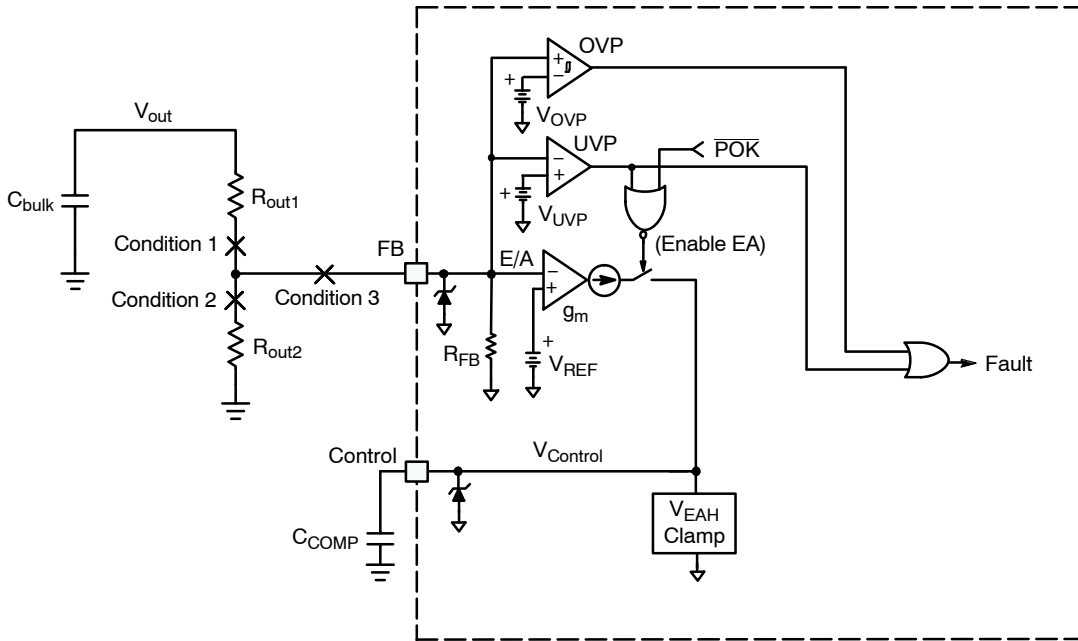 OVP
+
−
+
V_OVP
V_out
UVP
−
+
+
V_UVP
P̅O̅K̅
C_bulk
R_out1
(Enable EA)
Condition 1
FB
E/A
−
+
g_m
Condition 2
Condition 3
R_out2
R_FB
+
V_REF
Fault
Control
V_Control
C_COMP
V_EAH
Clamp